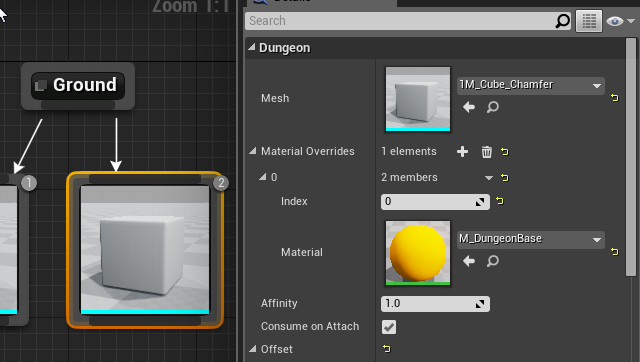 Zoom 1:1
Ground
1
2
Search
Dungeon
Mesh
1M_Cube_Chamfer
Material Overrides
1 elements
0
2 members
Index
0
Material
M_DungeonBase
Affinity
1.0
Consume on Attach
Offset